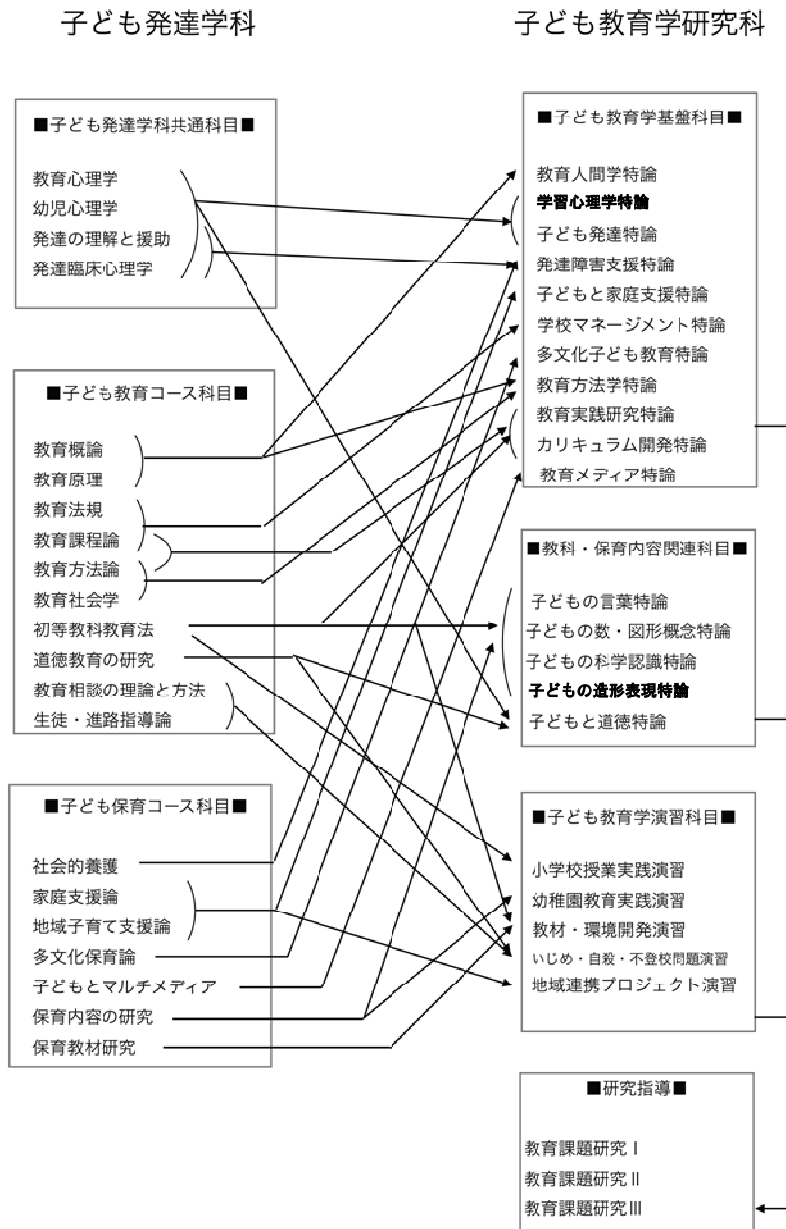 子ども発達学科
■子ども発達学科共通科目■
教育心理学
幼児心理学
発達の理解と援助
発達臨床心理学
■子ども教育コース科目■
教育概論
教育原理
教育法規
教育課程論
教育方法論
教育社会学
初等教科教育法
道徳教育の研究
教育相談の理論と方法
生徒・進路指導論
■子ども保育コース科目■
社会的養護
家庭支援論
地域子育て支援論
多文化保育論
子どもとマルチメディア
保育内容の研究
保育教材研究
子ども教育学研究科
■子ども教育学基盤科目■
教育人間学特論
学習心理学特論
子ども発達特論
発達障害支援特論
子どもと家庭支援特論
学校マネージメント特論
多文化子ども教育特論
教育方法学特論
教育実践研究特論
カリキュラム開発特論
教育メディア特論
■教科・保育内容関連科目■
子どもの言葉特論
子どもの数・図形概念特論
子どもの科学認識特論
子どもの造形表現特論
子どもと道徳特論
■子ども教育学演習科目■
小学校授業実践演習
幼稚園教育実践演習
教材・環境開発演習
いじめ・自殺・不登校問題演習
地域連携プロジェクト演習
■研究指導■
教育課題研究Ⅰ
教育課題研究Ⅱ
教育課題研究Ⅲ